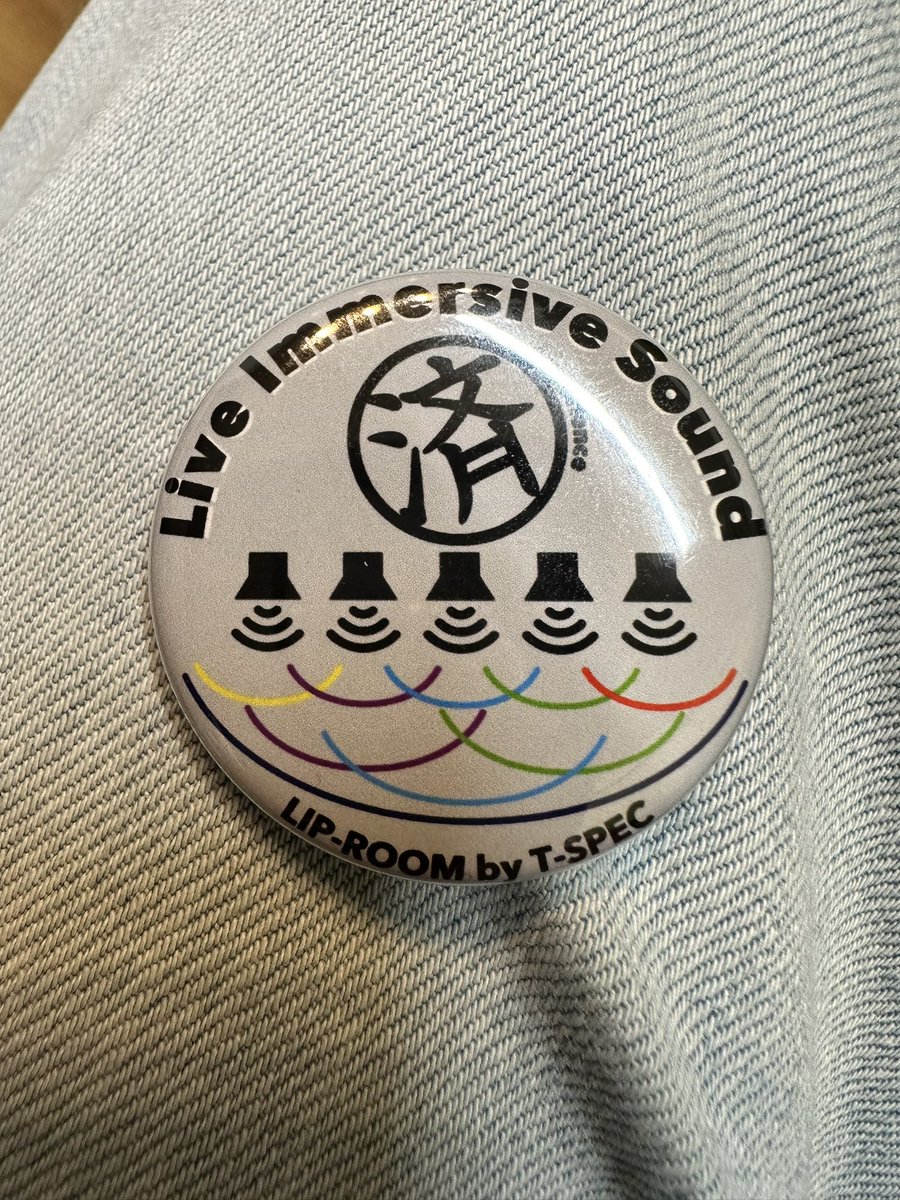 Live Immersive Sound
済
LIP-ROOM by T-SPEC